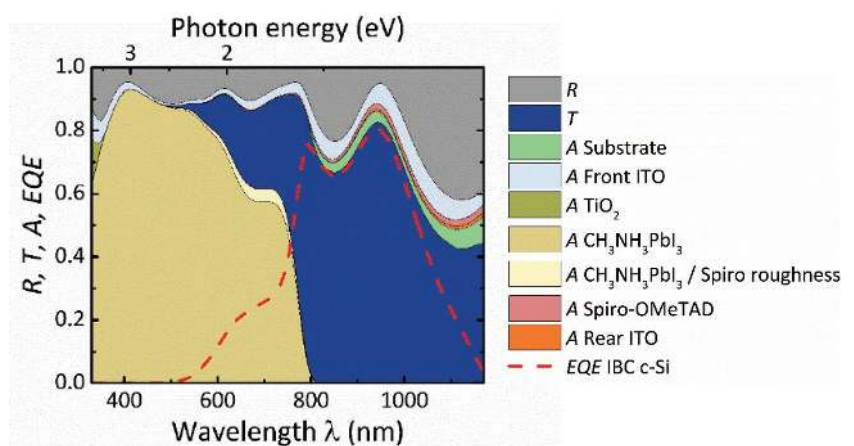 Photon energy (eV)
3 2
1.0
0.8
0.6
0.4
0.2
0.0
R, T, A, EQE
400 600 800 1000
Wavelength λ (nm)
R
T
A Substrate
A Front ITO
A TiO₂
A CH₃NH₃PbI₃
A CH₃NH₃PbI₃ / Spiro roughness
A Spiro-OMeTAD
A Rear ITO
EQE IBC c-Si